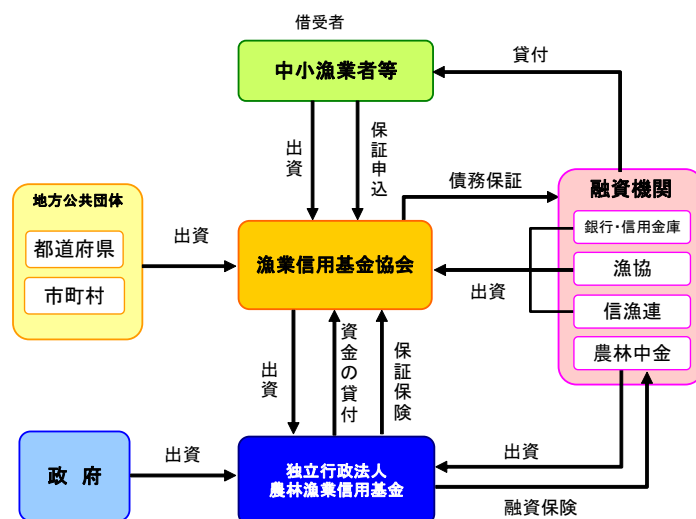 借受者
中小漁業者等
貸付
出資
保証申込
債務保証
地方公共団体
都道府県
市町村
出資
漁業信用基金協会
出資
融資機関
銀行・信用金庫
漁協
信漁連
農林中金
出資
資金の貸付
保証保険
政 府
出資
独立行政法人
農林漁業信用基金
出資
融資保険